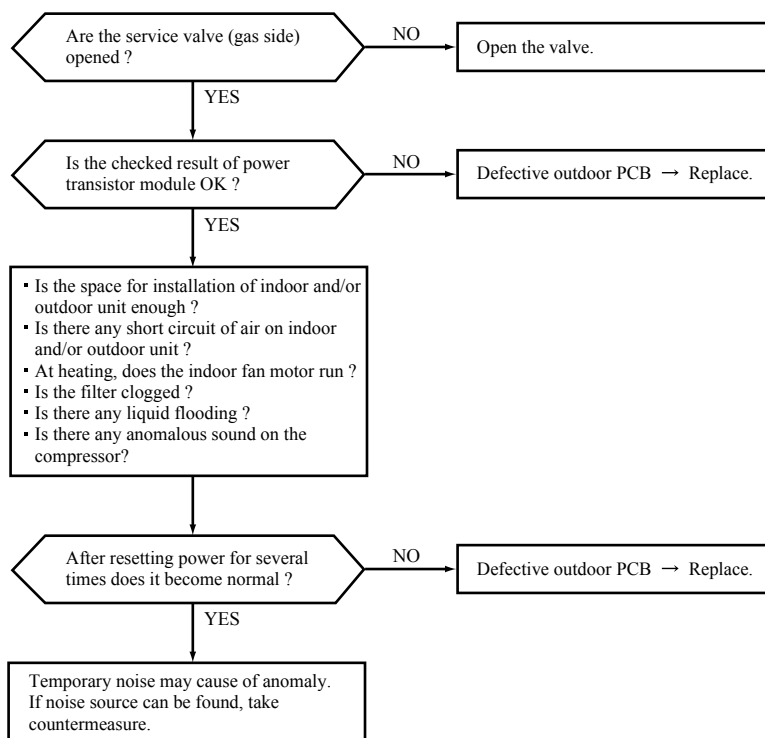 Are the service valve (gas side)
opened ?
NO
Open the valve.
YES
Is the checked result of power
transistor module OK ?
NO
Defective outdoor PCB → Replace.
YES
▪ Is the space for installation of indoor and/or
outdoor unit enough ?
▪ Is there any short circuit of air on indoor
and/or outdoor unit ?
▪ At heating, does the indoor fan motor run ?
▪ Is the filter clogged ?
▪ Is there any liquid flooding ?
▪ Is there any anomalous sound on the
compressor?
After resetting power for several
times does it become normal ?
NO
Defective outdoor PCB → Replace.
YES
Temporary noise may cause of anomaly.
If noise source can be found, take
countermeasure.